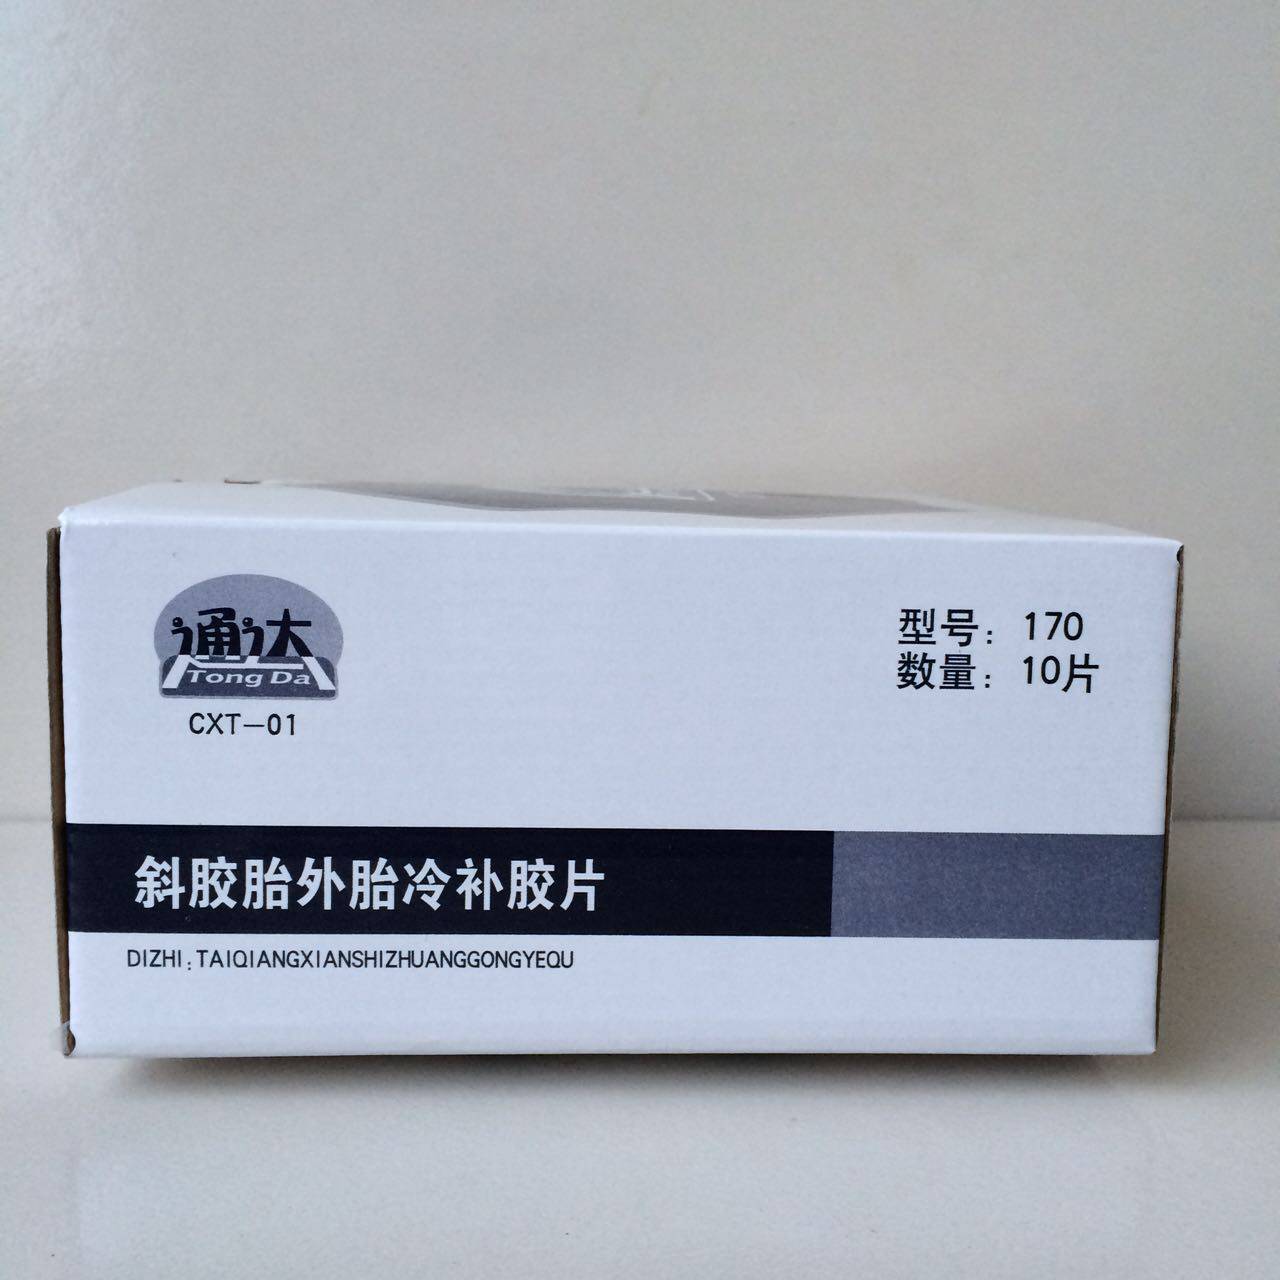 通达
Tong Da
CXT-01
型号: 170
数量: 10片
斜胶胎外胎冷补胶片
DIZHI:TAIQIANGXIANSHIZHUANGGONGYEQU